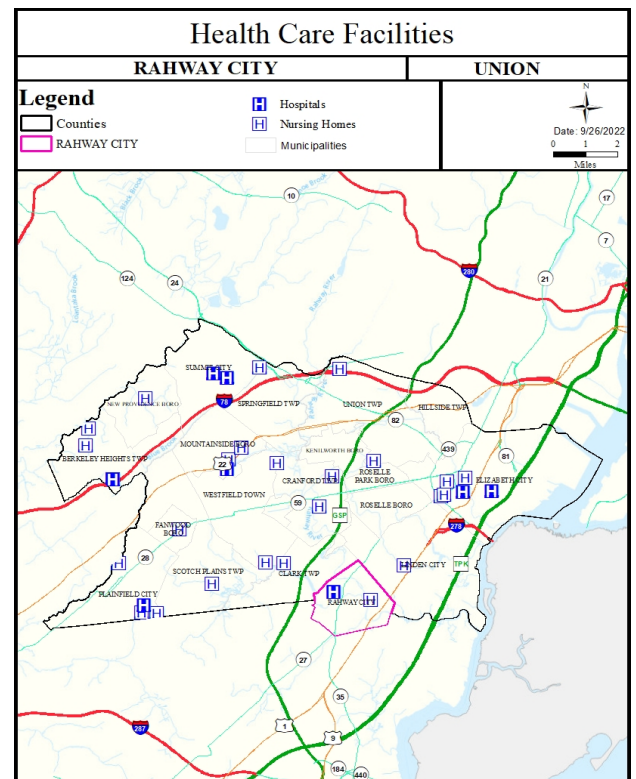 Health Care Facilities
RAHWAY CITY
UNION
Legend
Counties
RAHWAY CITY
H Hospitals
H Nursing Homes
Municipalities
N
Date: 9/26/2022
0 1 2
Miles
10
17
7
280
124
24
21
SUMMIT CITY
NEW PROVIDENCE BORO
78
SPRINGFIELD TWP
UNION TWP
HILLSIDE TWP
82
BERKELEY HEIGHTS TWP
MOUNTAINSIDE BORO
22
KENILWORTH BORO
439
81
CRANFORD TWP
ROSELLE
PARK BORO
ELIZABETH CITY
WESTFIELD TOWN
59
ROSELLE BORO
GSP
278
FANWOOD
BORO
28
SCOTCH PLAINS TWP
CLARK TWP
LINDEN CITY
TPK
PLAINFIELD CITY
RAHWAY CITY
27
35
287
1
9
184
440